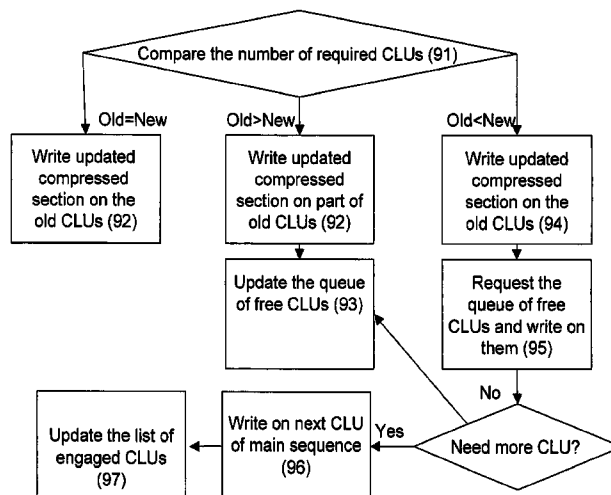 Compare the number of required CLUs (91)
Old=New
Old>New
Old<New
Write updated
compressed
section on the
old CLUs (92)
Write updated
compressed
section on part of
old CLUs (92)
Write updated
compressed
section on the
old CLUs (94)
Update the queue
of free CLUs (93)
Request the
queue of free
CLUs and write on
them (95)
No
Need more CLU?
Yes
Write on next CLU
of main sequence
(96)
Update the list of
engaged CLUs
(97)